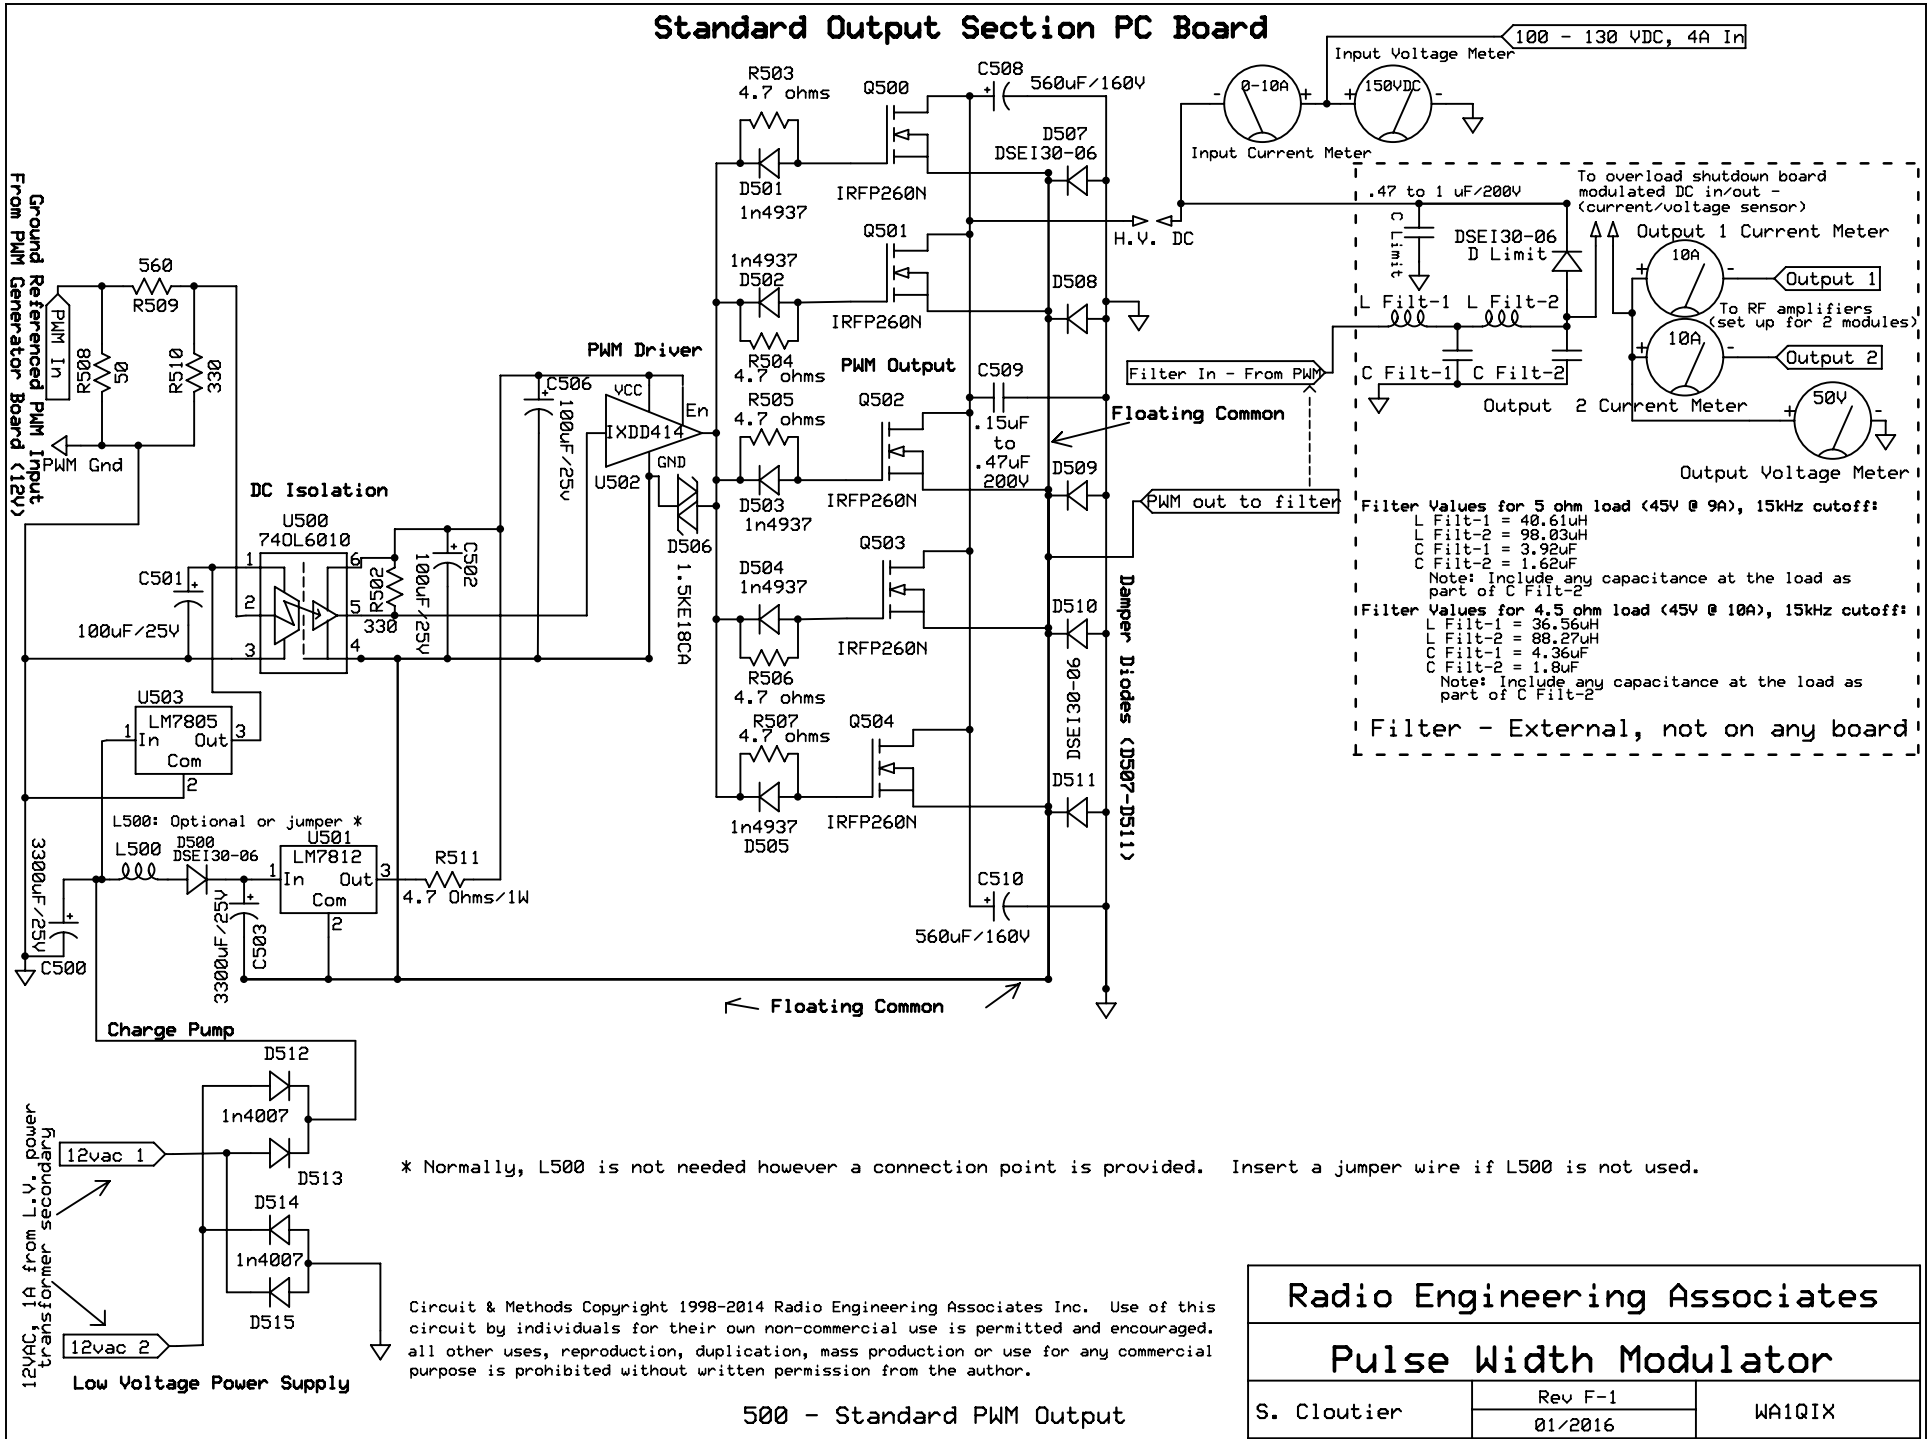 Standard Output Section PC Board
100 - 130 VDC, 4A In
Input Voltage Meter
0-10A
150VDC
-
+
+
-
Input Current Meter
R503
4.7 ohms
D501
1n4937
Q500
IRFP260N
C508
+
560uF/160V
D507
DSEI30-06
1n4937
D502
R504
4.7 ohms
Q501
IRFP260N
H.V. DC
D508
PWM Driver
PWM Output
C506
+
100uF/25v
VCC
En
IXDD414
GND
U502
D506
1.5KE18CA
R505
4.7 ohms
D503
1n4937
Q502
IRFP260N
C509
.15uF
to
.47uF
200V
Floating Common
D509
PWM out to filter
Filter In - From PWM
D504
1n4937
R506
4.7 ohms
Q503
IRFP260N
D510
DSEI30-06
Damper Diodes (D507-D511)
R507
4.7 ohms
1n4937
D505
Q504
IRFP260N
D511
C510
+
560uF/160V
Floating Common
Ground Referenced PWM Input
From PWM Generator Board (12V)
PWM In
560
R509
R508
50
R510
330
PWM Gnd
DC Isolation
U500
74OL6010
1
2
3
6
5
4
C501
+
100uF/25V
R502
330
+
C502
100uF/25V
U503
LM7805
1
In
Out
3
Com
2
L500: Optional or jumper *
L500
D500
DSEI30-06
U501
LM7812
1
In
Out
3
Com
2
R511
4.7 Ohms/1W
3300uF/25V
+
C500
3300uF/25V
+
C503
Charge Pump
D512
1n4007
D513
D514
1n4007
D515
12vac 1
12vac 2
12VAC, 1A from L.V. power
transformer secondary
Low Voltage Power Supply
.47 to 1 uF/200V
C Limit
To overload shutdown board
modulated DC in/out -
(current/voltage sensor)
DSEI30-06
D Limit
Output 1 Current Meter
10A
+
-
Output 1
L Filt-1
L Filt-2
To RF amplifiers
(set up for 2 modules)
10A
+
-
Output 2
C Filt-1
C Filt-2
Output 2 Current Meter
50V
+
-
Output Voltage Meter
Filter Values for 5 ohm load (45V @ 9A), 15kHz cutoff:
L Filt-1 = 40.61uH
L Filt-2 = 98.03uH
C Filt-1 = 3.92uF
C Filt-2 = 1.62uF
Note: Include any capacitance at the load as
part of C Filt-2
Filter Values for 4.5 ohm load (45V @ 10A), 15kHz cutoff:
L Filt-1 = 36.56uH
L Filt-2 = 88.27uH
C Filt-1 = 4.36uF
C Filt-2 = 1.8uF
Note: Include any capacitance at the load as
part of C Filt-2
Filter - External, not on any board
* Normally, L500 is not needed however a connection point is provided. Insert a jumper wire if L500 is not used.
Circuit & Methods Copyright 1998-2014 Radio Engineering Associates Inc. Use of this
circuit by individuals for their own non-commercial use is permitted and encouraged.
all other uses, reproduction, duplication, mass production or use for any commercial
purpose is prohibited without written permission from the author.
500 - Standard PWM Output
Radio Engineering Associates
Pulse Width Modulator
S. Cloutier
Rev F-1
01/2016
WA1QIX